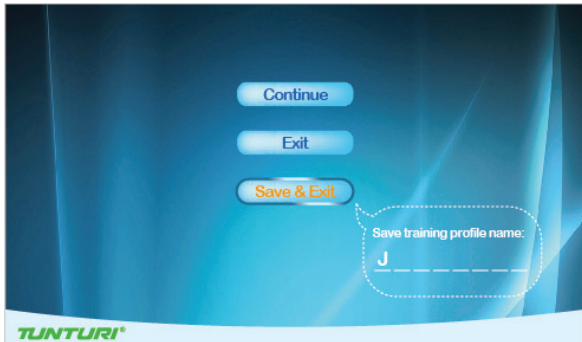 Continue
Exit
Save & Exit
Save training profile name:
J _ _ _ _ _ _ _
TUNTURI®